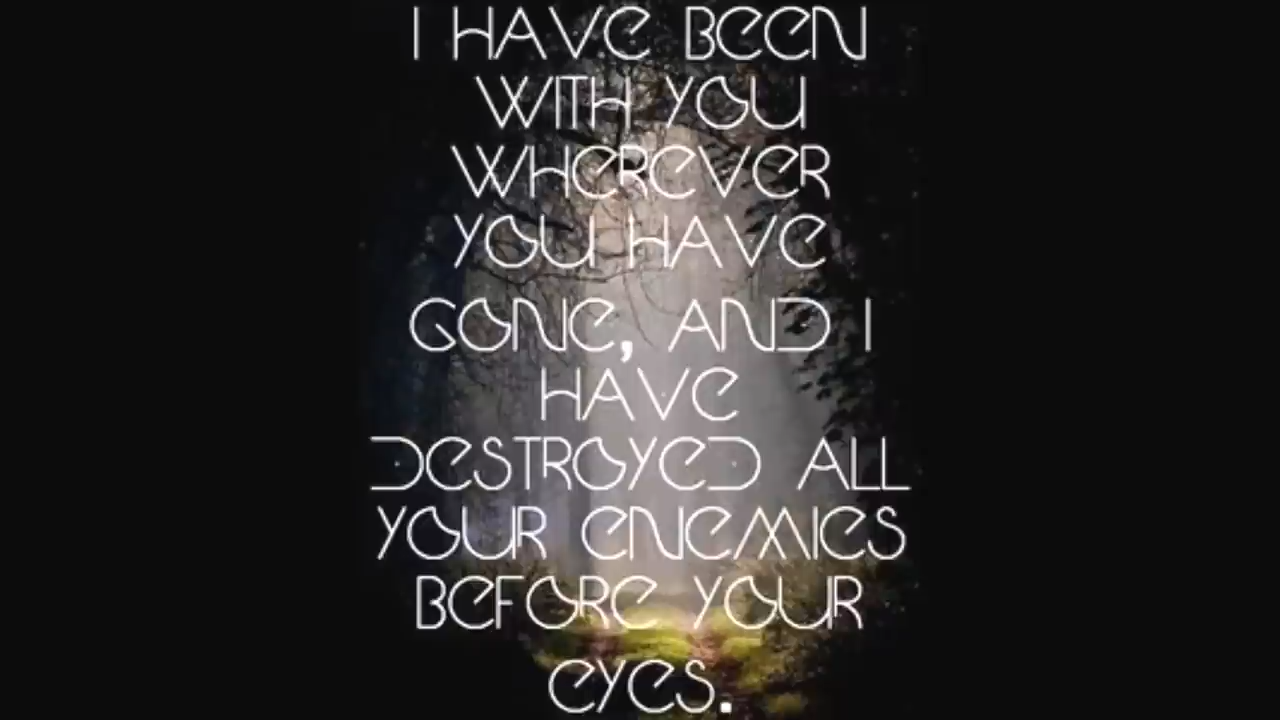 I HAVE BEEN
WITH YOU
WHEREVER
YOU HAVE
GONE, AND I
HAVE
DESTROYED ALL
YOUR ENEMIES
BEFORE YOUR
EYES.